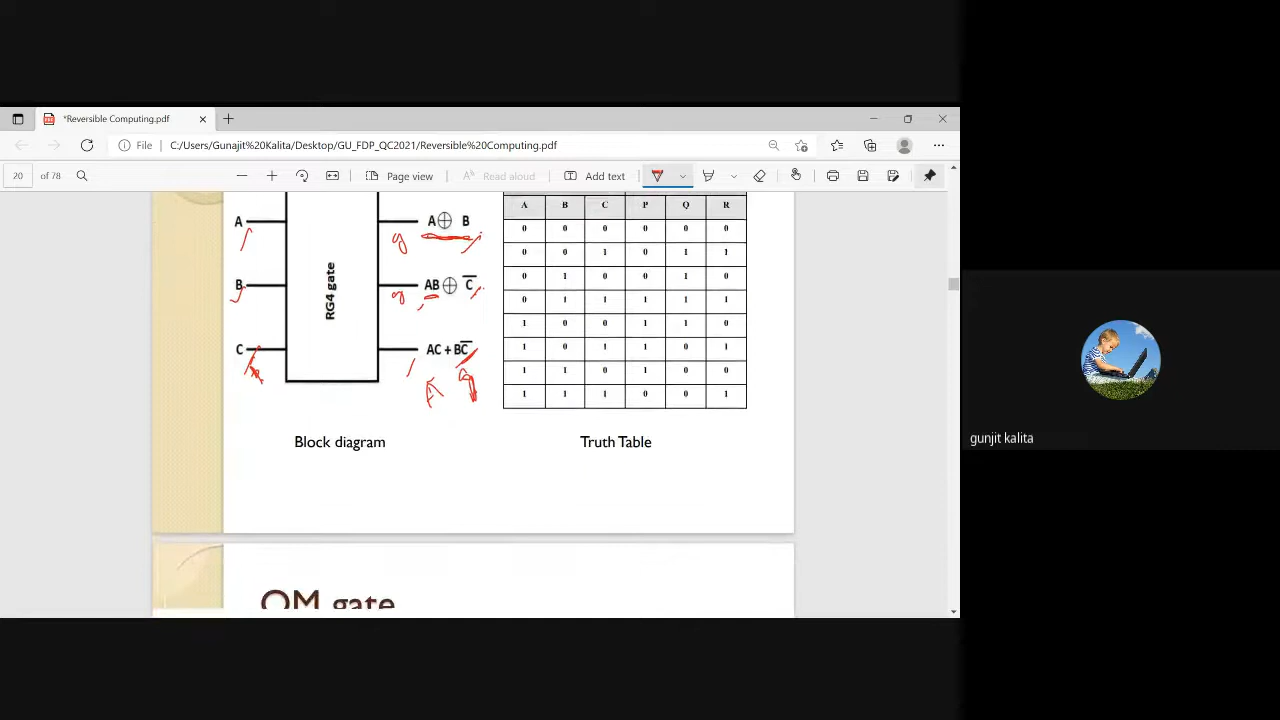 *Reversible Computing.pdf
File C:/Users/Gunajit%20Kalita/Desktop/GU_FDP_QC2021/Reversible%20Computing.pdf
20 of 78 Page view Read aloud Add text
A A⊕ B
B AB⊕ C̅
C AC + BC̅
RG4 gate
Block diagram
A B C P Q R
0 0 0 0 0 0
0 0 1 0 1 1
0 1 0 0 1 0
0 1 1 1 1 1
1 0 0 1 1 0
1 0 1 1 0 1
1 1 0 1 0 0
1 1 1 0 0 1
Truth Table
QM gate
gunjit kalita